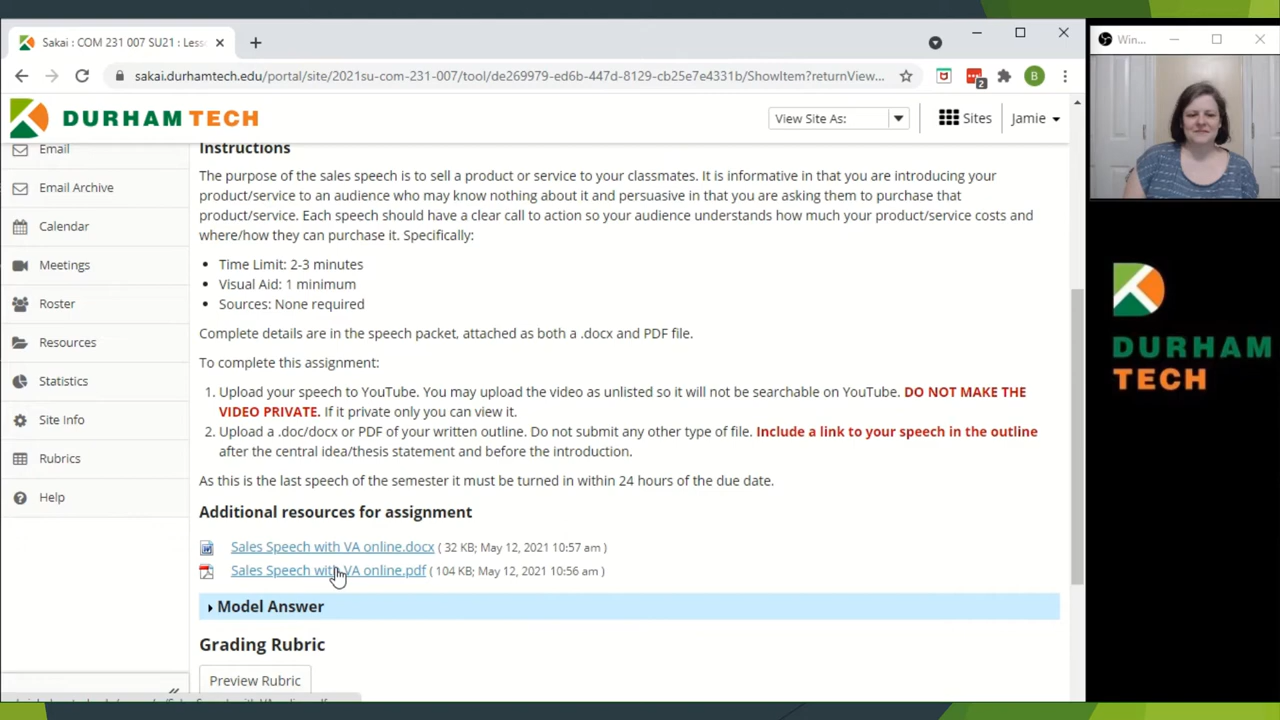 Sakai : COM 231 007 SU21 : Less
Win...
sakai.durhamtech.edu/portal/site/2021su-com-231-007/tool/de269979-ed6b-447d-8129-cb25e7e4331b/ShowItem?returnView...
2
B
DURHAM TECH
View Site As:
Sites
Jamie
Email
Email Archive
Calendar
Meetings
Roster
Resources
Statistics
Site Info
Rubrics
Help
Instructions
The purpose of the sales speech is to sell a product or service to your classmates. It is informative in that you are introducing your
product/service to an audience who may know nothing about it and persuasive in that you are asking them to purchase that
product/service. Each speech should have a clear call to action so your audience understands how much your product/service costs and
where/how they can purchase it. Specifically:
• Time Limit: 2-3 minutes
• Visual Aid: 1 minimum
• Sources: None required
Complete details are in the speech packet, attached as both a .docx and PDF file.
To complete this assignment:
1. Upload your speech to YouTube. You may upload the video as unlisted so it will not be searchable on YouTube. DO NOT MAKE THE
VIDEO PRIVATE. If it private only you can view it.
2. Upload a .doc/docx or PDF of your written outline. Do not submit any other type of file. Include a link to your speech in the outline
after the central idea/thesis statement and before the introduction.
As this is the last speech of the semester it must be turned in within 24 hours of the due date.
Additional resources for assignment
Sales Speech with VA online.docx ( 32 KB; May 12, 2021 10:57 am )
Sales Speech with VA online.pdf ( 104 KB; May 12, 2021 10:56 am )
Model Answer
Grading Rubric
Preview Rubric
DURHAM
TECH